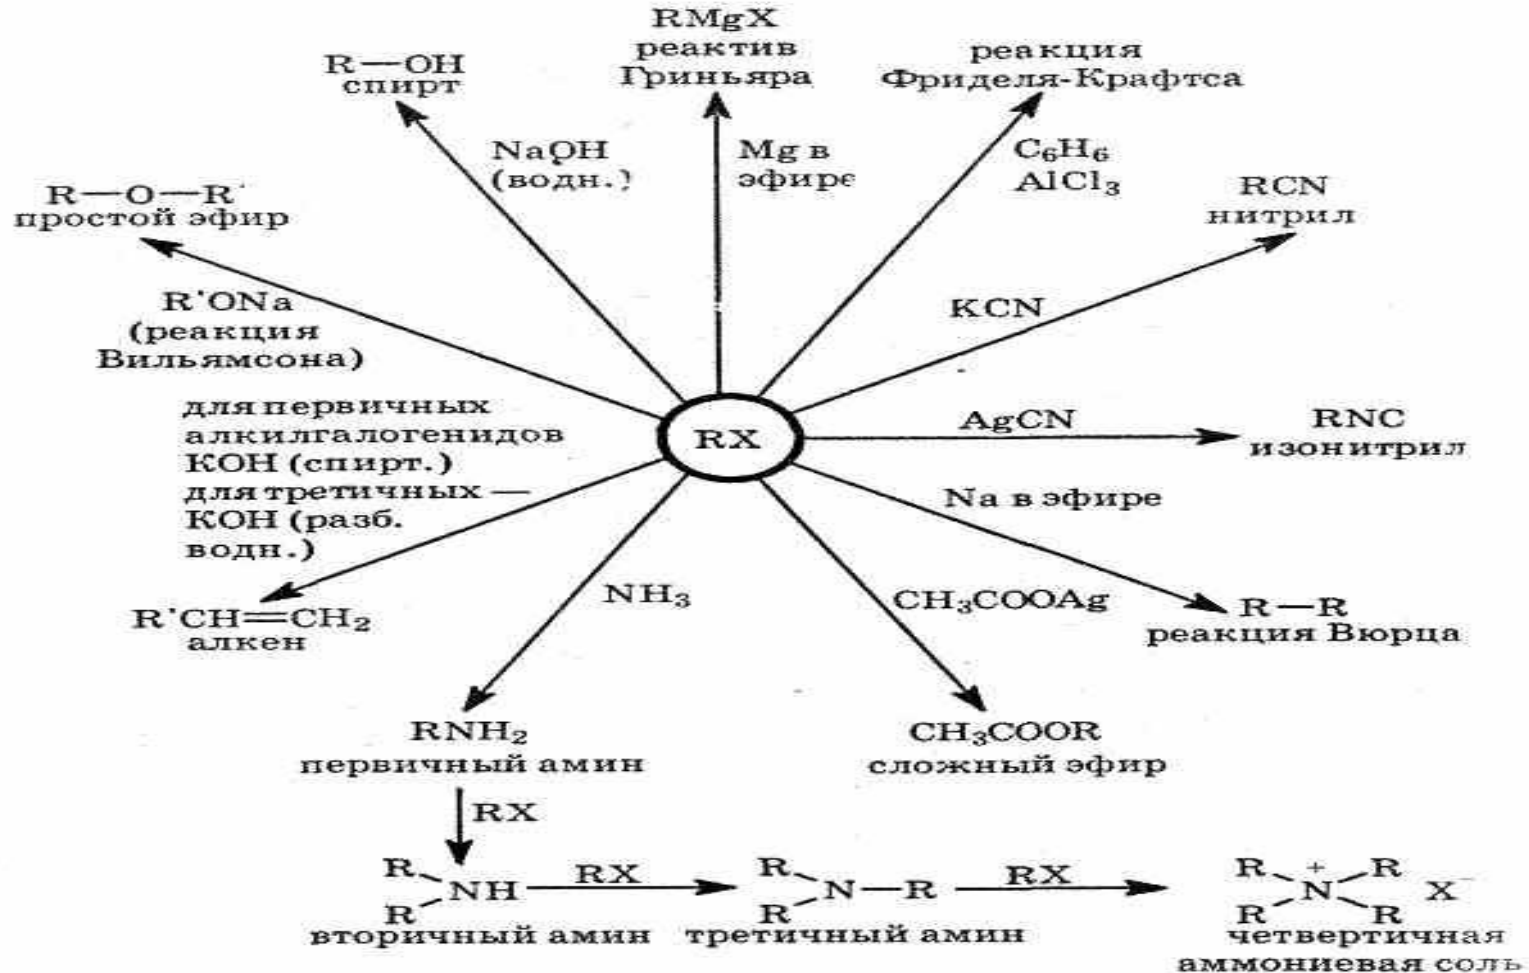 RMgX
реактив
Гриньяра
реакция
Фриделя-Крафтса
R—OH
спирт
NaOH
(водн.)
Mg в
эфире
C₆H₆
AlCl₃
RCN
нитрил
R—O—R'
простой эфир
R'ONa
(реакция
Вильямсона)
KCN
для первичных
алкилгалогенидов
KOH (спирт.)
для третичных —
KOH (разб.
водн.)
RX
AgCN
RNC
изонитрил
Na в эфире
R'CH=CH₂
алкен
NH₃
CH₃COOAg
R—R
реакция Вюрца
RNH₂
первичный амин
CH₃COOR
сложный эфир
RX
R
NH
R
вторичный амин
RX
R
N—R
R
третичный амин
RX
R + R
N X⁻
R R
четвертичная
аммониевая соль